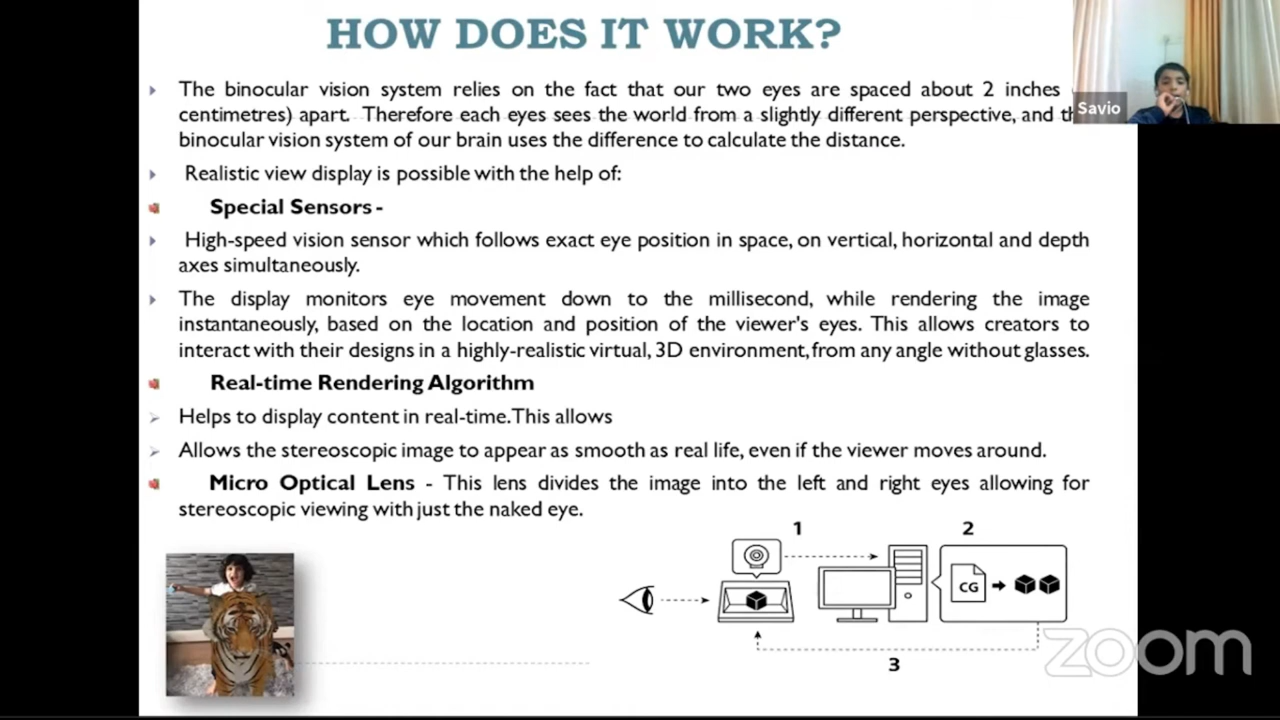 HOW DOES IT WORK?
The binocular vision system relies on the fact that our two eyes are spaced about 2 inches
centimetres) apart. Therefore each eyes sees the world from a slightly different perspective, and
binocular vision system of our brain uses the difference to calculate the distance.
Realistic view display is possible with the help of:
Special Sensors -
High-speed vision sensor which follows exact eye position in space, on vertical, horizontal and depth
axes simultaneously.
The display monitors eye movement down to the millisecond, while rendering the image
instantaneously, based on the location and position of the viewer's eyes. This allows creators to
interact with their designs in a highly-realistic virtual, 3D environment, from any angle without glasses.
Real-time Rendering Algorithm
Helps to display content in real-time. This allows
Allows the stereoscopic image to appear as smooth as real life, even if the viewer moves around.
Micro Optical Lens - This lens divides the image into the left and right eyes allowing for
stereoscopic viewing with just the naked eye.
1
2
CG
3
Savio
zoom